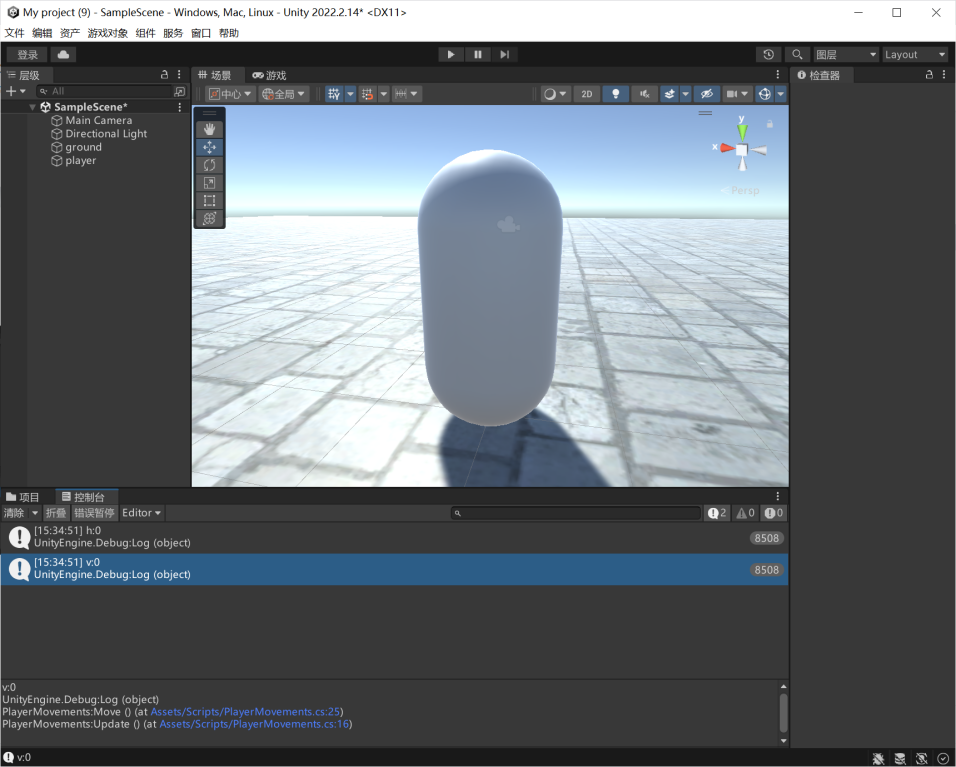 My project (9) - SampleScene - Windows, Mac, Linux - Unity 2022.2.14* <DX11>
文件 编辑 资产 游戏对象 组件 服务 窗口 帮助
登录 图层 Layout
层级 场景 游戏 检查器
All 中心 全局 2D
SampleScene*
Main Camera
Directional Light
ground
player
y
x
Persp
项目 控制台
清除 折叠 错误暂停 Editor 2 0 0
[15:34:51] h:0
UnityEngine.Debug:Log (object) 8508
[15:34:51] v:0
UnityEngine.Debug:Log (object) 8508
v:0
UnityEngine.Debug:Log (object)
PlayerMovements:Move () (at Assets/Scripts/PlayerMovements.cs:25)
PlayerMovements:Update () (at Assets/Scripts/PlayerMovements.cs:16)
v:0